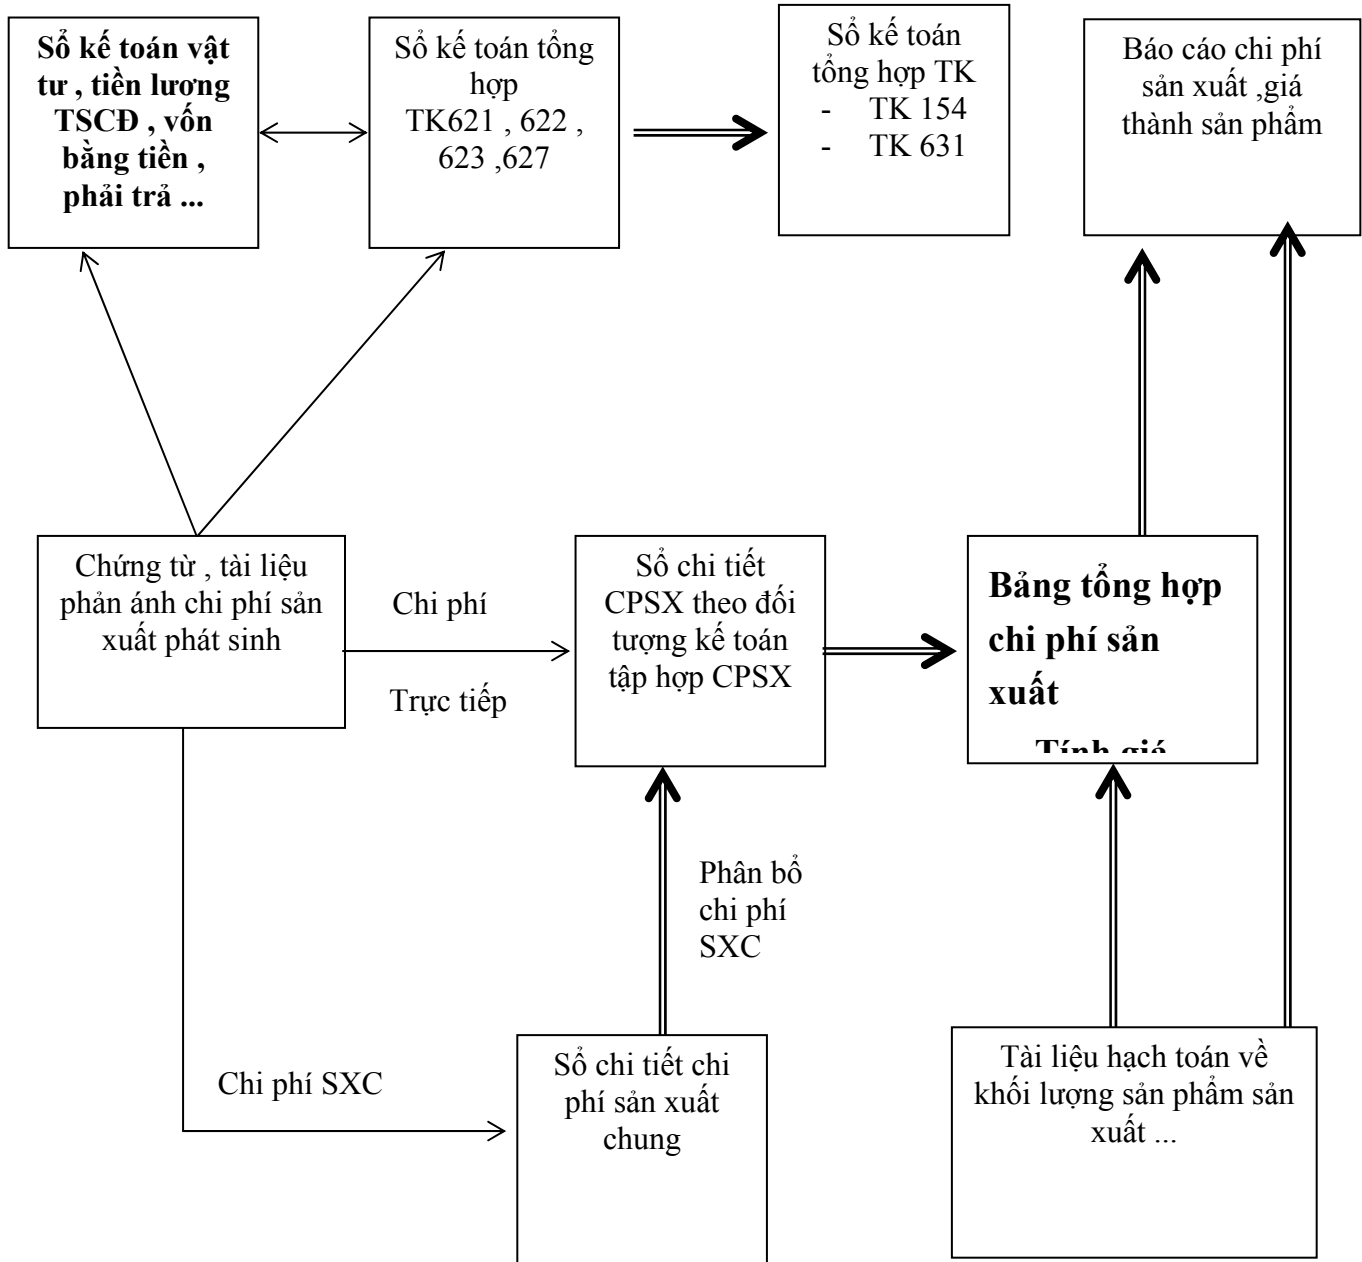 Sổ kế toán vật
tư , tiền lương
TSCĐ , vốn
bằng tiền ,
phải trả ...
Sổ kế toán tổng
hợp
TK621 , 622 ,
623 ,627
Sổ kế toán
tổng hợp TK
- TK 154
- TK 631
Báo cáo chi phí
sản xuất ,giá
thành sản phẩm
Chứng từ , tài liệu
phản ánh chi phí sản
xuất phát sinh
Chi phí
Trực tiếp
Sổ chi tiết
CPSX theo đối
tượng kế toán
tập hợp CPSX
Bảng tổng hợp
chi phí sản
xuất
Tính giá
Phân bổ
chi phí
SXC
Chi phí SXC
Sổ chi tiết chi
phí sản xuất
chung
Tài liệu hạch toán về
khối lượng sản phẩm sản
xuất ...